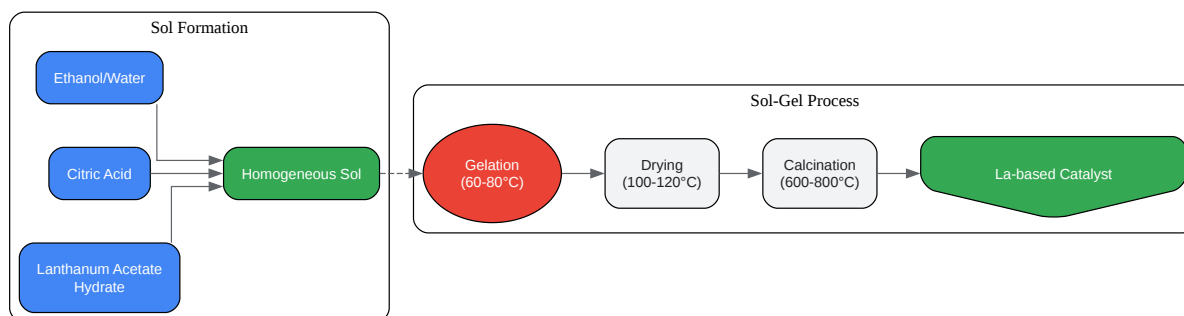 Sol Formation
Ethanol/Water
Citric Acid
Lanthanum Acetate
Hydrate
Homogeneous Sol
Sol-Gel Process
Gelation
(60-80°C)
Drying
(100-120°C)
Calcination
(600-800°C)
La-based Catalyst